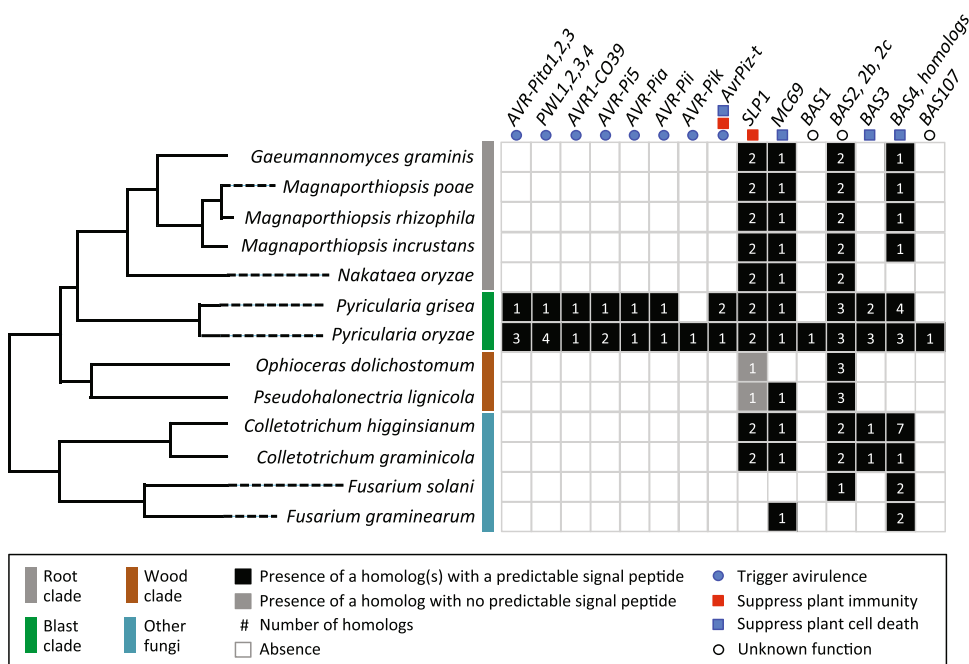 AVR-Pita1,2,3
PWL1,2,3,4
AVR1-CO39
AVR-Pi5
AVR-Pia
AVR-Pii
AVR-Pik
AvrPiz-t
SLP1
MC69
BAS1
BAS2, 2b, 2c
BAS3
BAS4, homologs
BAS107
Gaeumannomyces graminis 2 1 2 1
Magnaporthiopsis poae 2 1 2 1
Magnaporthiopsis rhizophila 2 1 2 1
Magnaporthiopsis incrustans 2 1 2 1
Nakataea oryzae 2 1 2
Pyricularia grisea 1 1 1 1 1 1 2 2 1 3 2 4
Pyricularia oryzae 3 4 1 2 1 1 1 1 2 1 1 3 3 3 1
Ophioceras dolichostomum 1 3
Pseudohalonectria lignicola 1 1 3
Colletotrichum higginsianum 2 1 2 1 7
Colletotrichum graminicola 2 1 2 1 1
Fusarium solani 1 2
Fusarium graminearum 1 2
Root
clade
Wood
clade
Blast
clade
Other
fungi
Presence of a homolog(s) with a predictable signal peptide
Presence of a homolog with no predictable signal peptide
# Number of homologs
Absence
Trigger avirulence
Suppress plant immunity
Suppress plant cell death
Unknown function